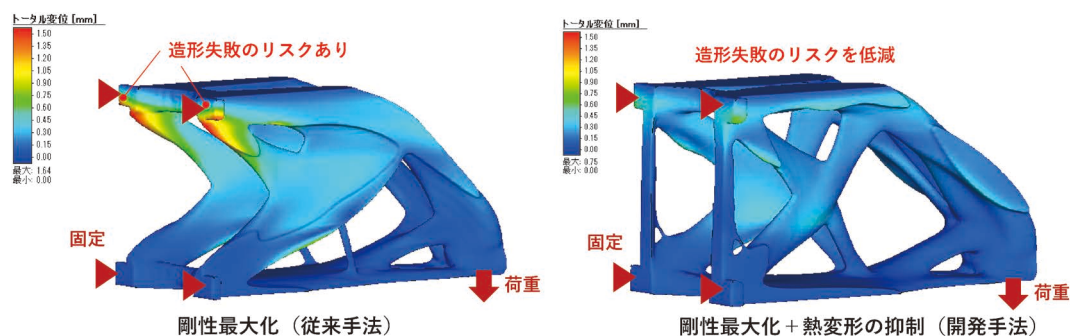 トータル変位 [mm]
1.50
1.35
1.20
1.05
0.90
0.75
0.60
0.45
0.30
0.15
0.00
最大: 1.64
最小: 0.00
造形失敗のリスクあり
固定
荷重
剛性最大化（従来手法）
トータル変位 [mm]
1.50
1.35
1.20
1.05
0.90
0.75
0.60
0.45
0.30
0.15
0.00
最大: 0.75
最小: 0.00
造形失敗のリスクを低減
固定
荷重
剛性最大化＋熱変形の抑制（開発手法）